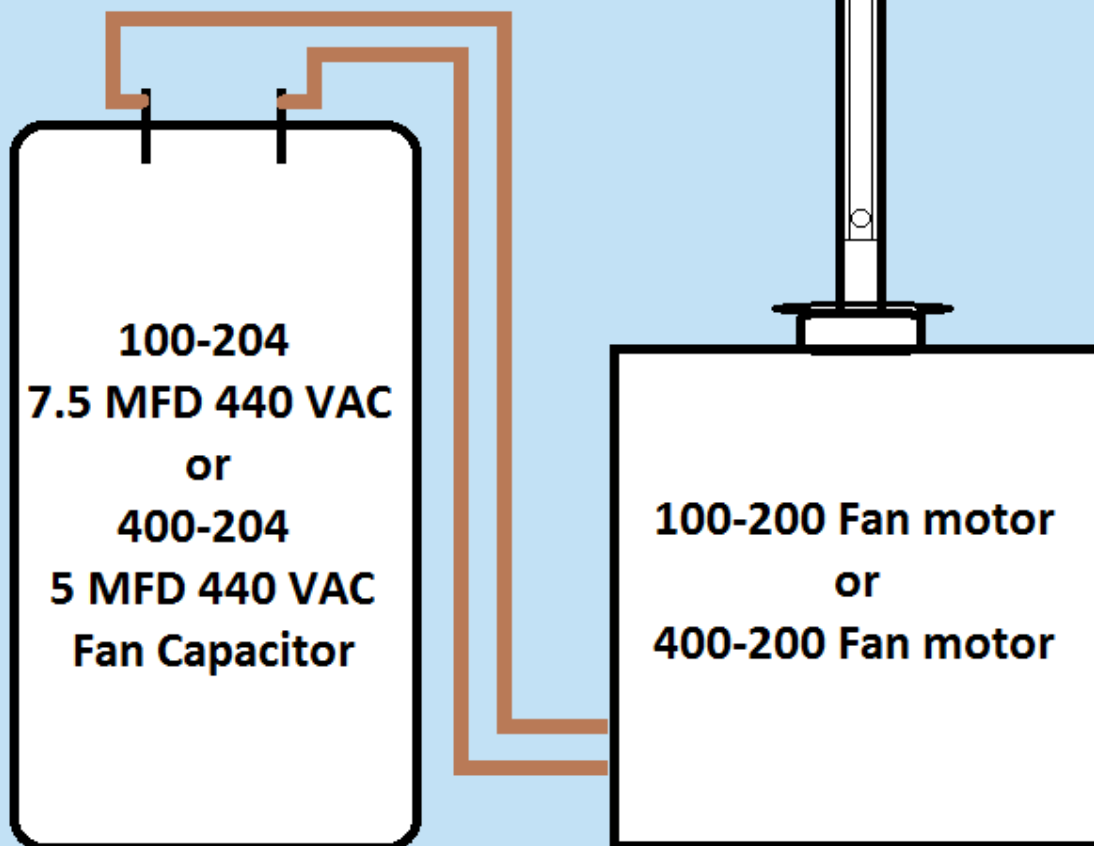 100-204
7.5 MFD 440 VAC
or
400-204
5 MFD 440 VAC
Fan Capacitor
100-200 Fan motor
or
400-200 Fan motor